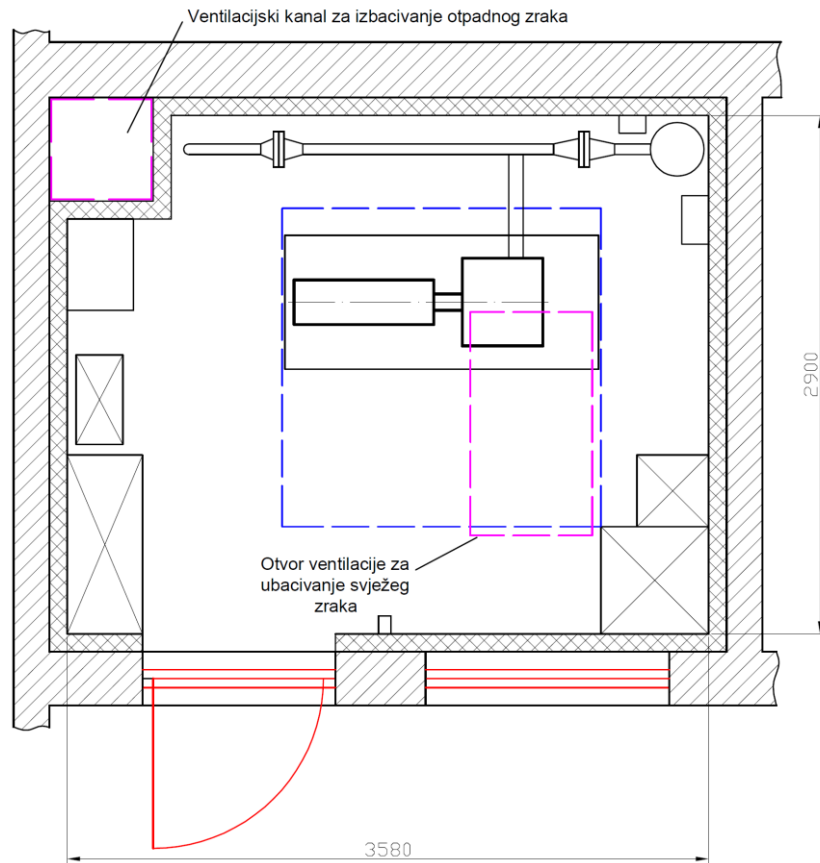 Ventilacijski kanal za izbacivanje otpadnog zraka
2900
Otvor ventilacije za
ubacivanje svježeg
zraka
3580